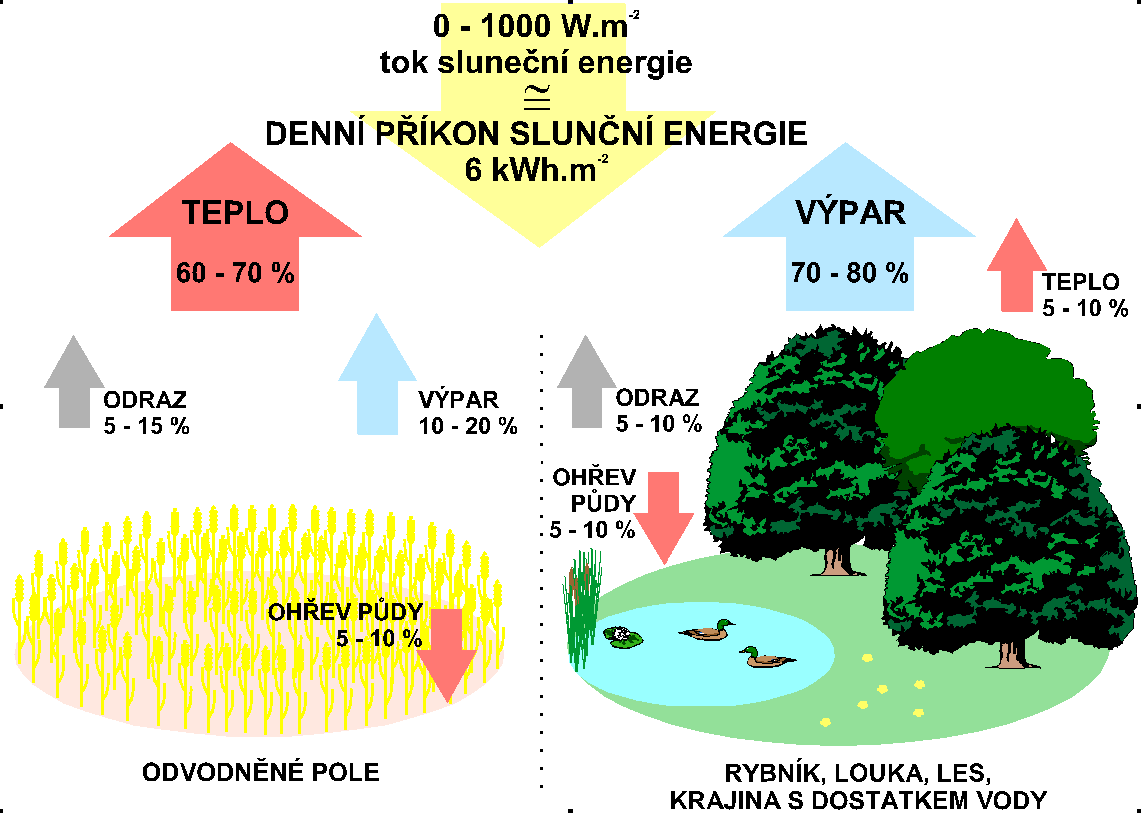 0 - 1000 W.m⁻²
tok sluneční energie
≅
DENNÍ PŘÍKON SLUNČNÍ ENERGIE
6 kWh.m⁻²
TEPLO
60 - 70 %
VÝPAR
70 - 80 %
TEPLO
5 - 10 %
ODRAZ
5 - 15 %
VÝPAR
10 - 20 %
ODRAZ
5 - 10 %
OHŘEV
PŮDY
5 - 10 %
OHŘEV PŮDY
5 - 10 %
ODVODNĚNÉ POLE
RYBNÍK, LOUKA, LES,
KRAJINA S DOSTATKEM VODY